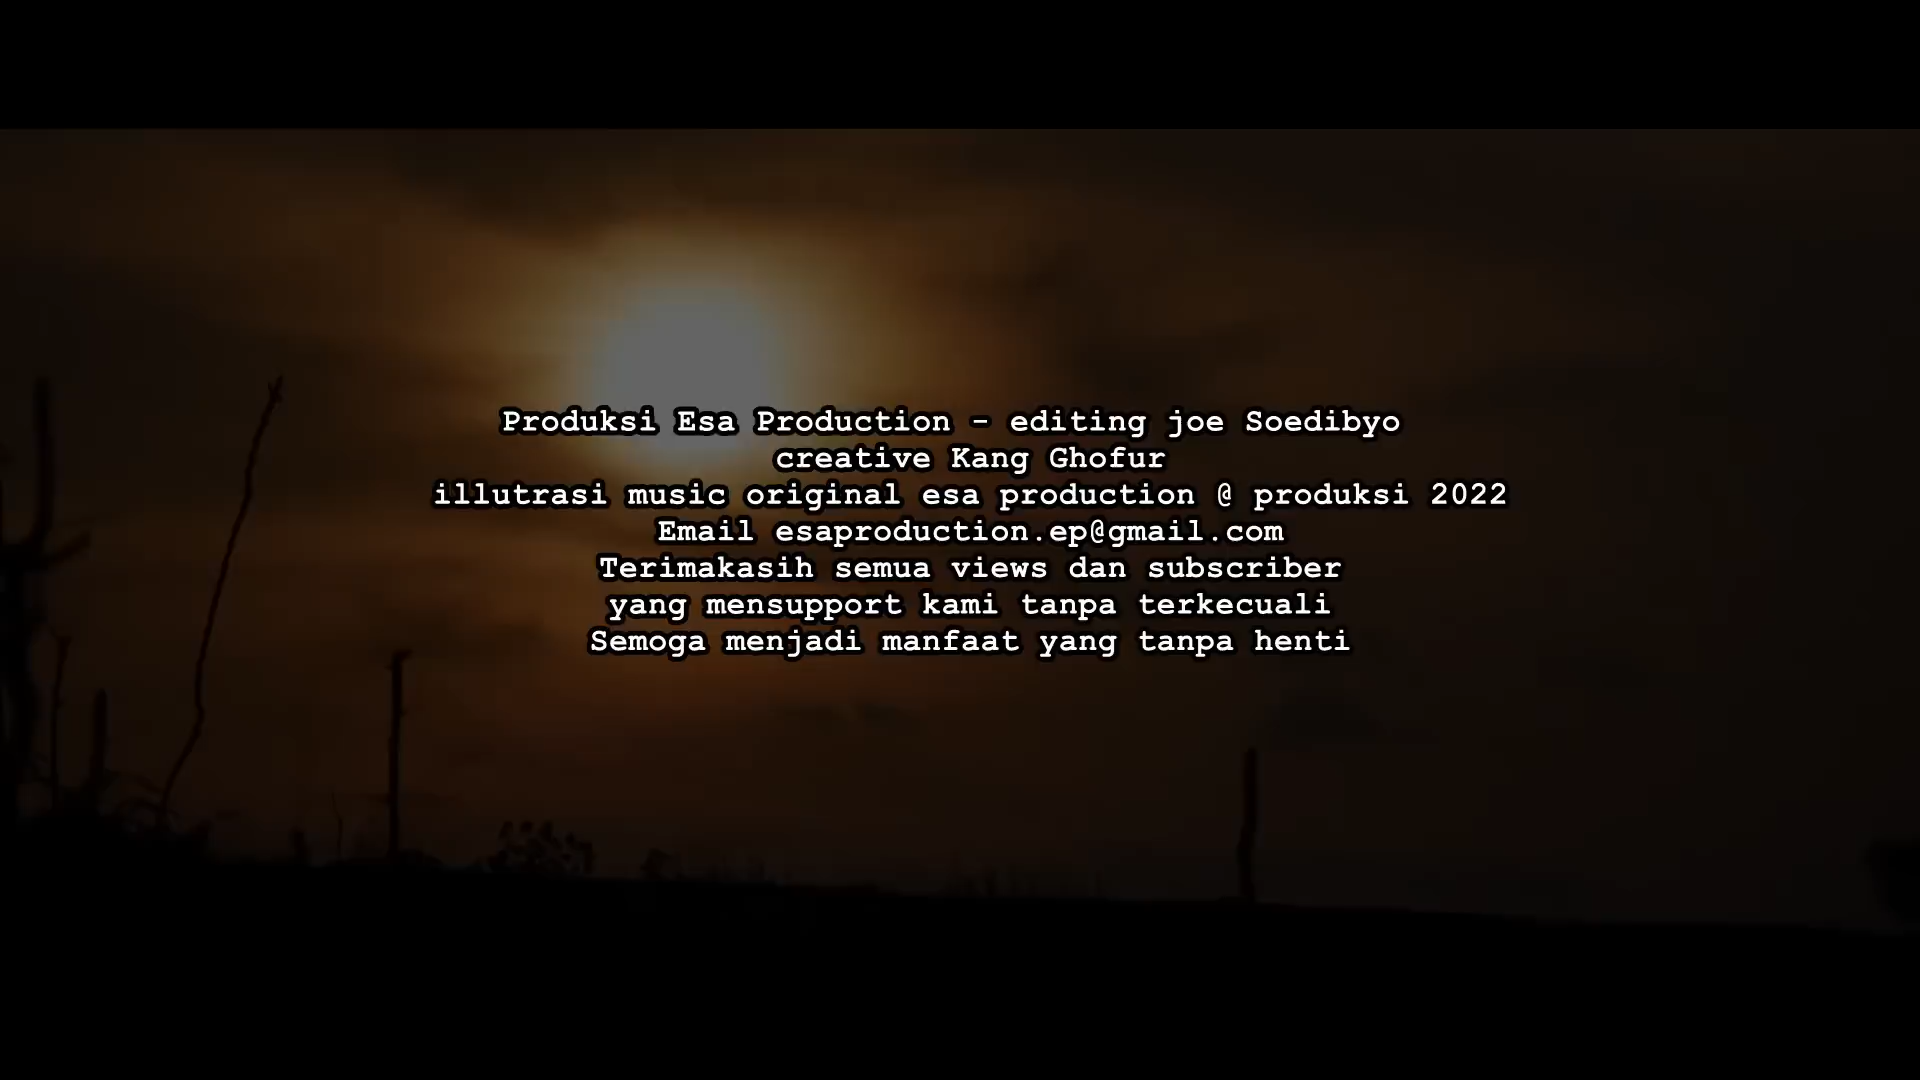 Produksi Esa Production - editing joe Soedibyo
creative Kang Ghofur
illutrasi music original esa production @ produksi 2022
Email esaproduction.ep@gmail.com
Terimakasih semua views dan subscriber
yang mensupport kami tanpa terkecuali
Semoga menjadi manfaat yang tanpa henti